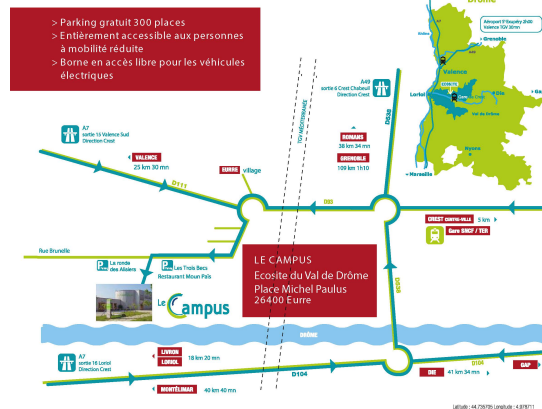 > Parking gratuit 300 places
> Entièrement accessible aux personnes
à mobilité réduite
> Borne en accès libre pour les véhicules
électriques
Drôme
Aéroport St Exupéry 2h00
Valence TGV 20mn
Grenoble
Valence
ECOSITE
Loriol
Crest
Die
Ga
Val de Drôme
Nyons
Marseille
A7
sortie 15 Valence Sud
Direction Crest
VALENCE
25 km 30 mn
D111
EURRE village
TGV MÉDITERRANÉE
A49
sortie 6 Crest Chabeuil
Direction Crest
D538
ROMANS
38 km 34 mn
GRENOBLE
109 km 1h10
D93
CREST CENTRE-VILLE 5 km
Gare SNCF / TER
Rue Brunelle
La ronde
des Allaiers
Les Trois Becs
Restaurant Moun Païs
Le Campus
LE CAMPUS
Ecosite du Val de Drôme
Place Michel Paulus
26400 Eurre
D538
DRÔME
A7
sortie 16 Loriol
Direction Crest
LIVRON
LORIOL
18 km 20 mn
MONTÉLIMAR
40 km 40 mn
D104
D104
DIE
41 km 34 mn
GAP
Latitude : 44.735705 Longitude : 4.979711